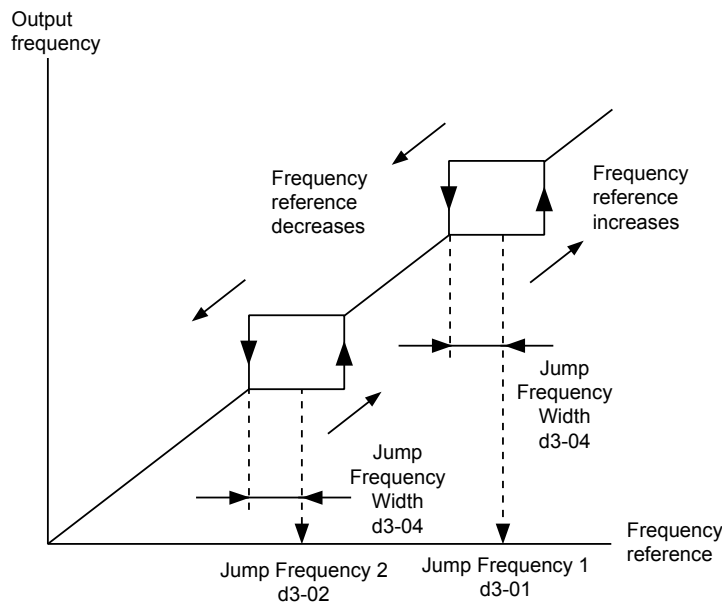 Output
frequency
Frequency
reference
decreases
Frequency
reference
increases
Jump
Frequency
Width
d3-04
Jump
Frequency
Width
d3-04
Frequency
reference
Jump Frequency 2
d3-02
Jump Frequency 1
d3-01